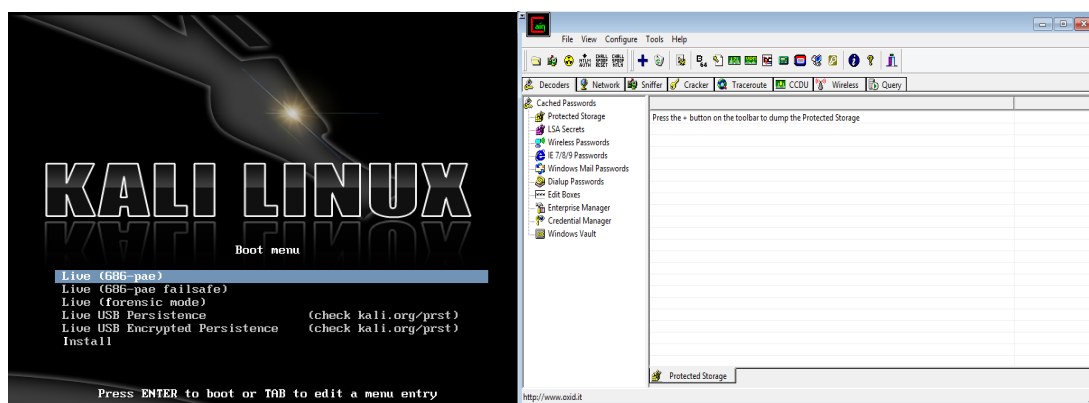 KALI LINUX
Boot menu
Live (686-pae)
Live (686-pae failsafe)
Live (forensic mode)
Live USB Persistence (check kali.org/prst)
Live USB Encrypted Persistence (check kali.org/prst)
Install
Press ENTER to boot or TAB to edit a menu entry
File View Configure Tools Help
Decoders Network Sniffer Cracker Traceroute CCDU Wireless Query
Cached Passwords
Protected Storage
LSA Secrets
Wireless Passwords
IE 7/8/9 Passwords
Windows Mail Passwords
Dialup Passwords
Edit Boxes
Enterprise Manager
Credential Manager
Windows Vault
Press the + button on the toolbar to dump the Protected Storage
Protected Storage
http://www.oxid.it